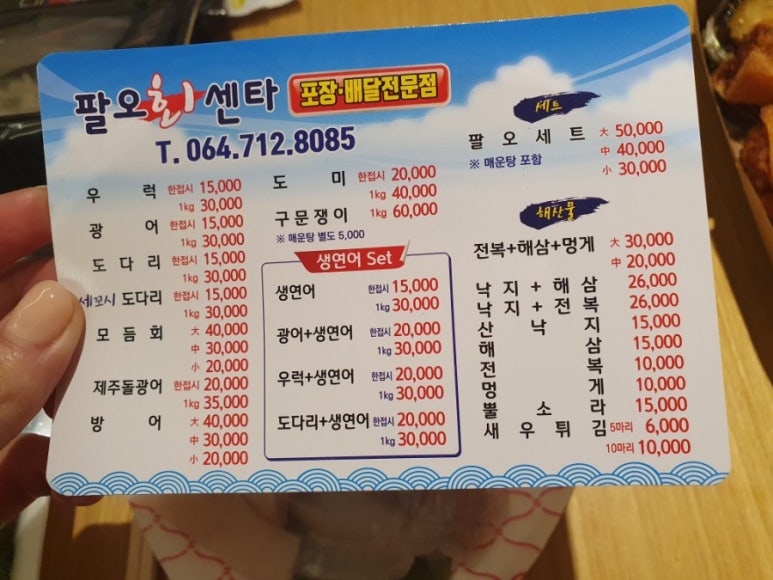 팔오회센타 포장·배달전문점
T. 064.712.8085
우 럭 한접시 15,000
1kg 30,000
광 어 한접시 15,000
1kg 30,000
도 다 리 한접시 15,000
1kg 30,000
세꼬시 도다리 한접시 15,000
1kg 30,000
모 듬 회 大 40,000
中 30,000
小 20,000
제주돌광어 한접시 20,000
1kg 35,000
방 어 大 40,000
中 30,000
小 20,000
도 미 한접시 20,000
1kg 40,000
구문쟁이 1kg 60,000
※ 매운탕 별도 5,000
생연어 Set
생연어 한접시 15,000
1kg 30,000
광어+생연어 한접시 20,000
1kg 30,000
우럭+생연어 한접시 20,000
1kg 30,000
도다리+생연어 한접시 20,000
1kg 30,000
세트
팔 오 세 트 大 50,000
※ 매운탕 포함 中 40,000
小 30,000
해산물
전복+해삼+멍게 大 30,000
中 20,000
낙 지 + 해 삼 26,000
낙 지 + 전 복 26,000
산 낙 지 15,000
해 삼 15,000
전 복 10,000
멍 게 10,000
뿔 소 라 15,000
새 우 튀 김 5마리 6,000
10마리 10,000